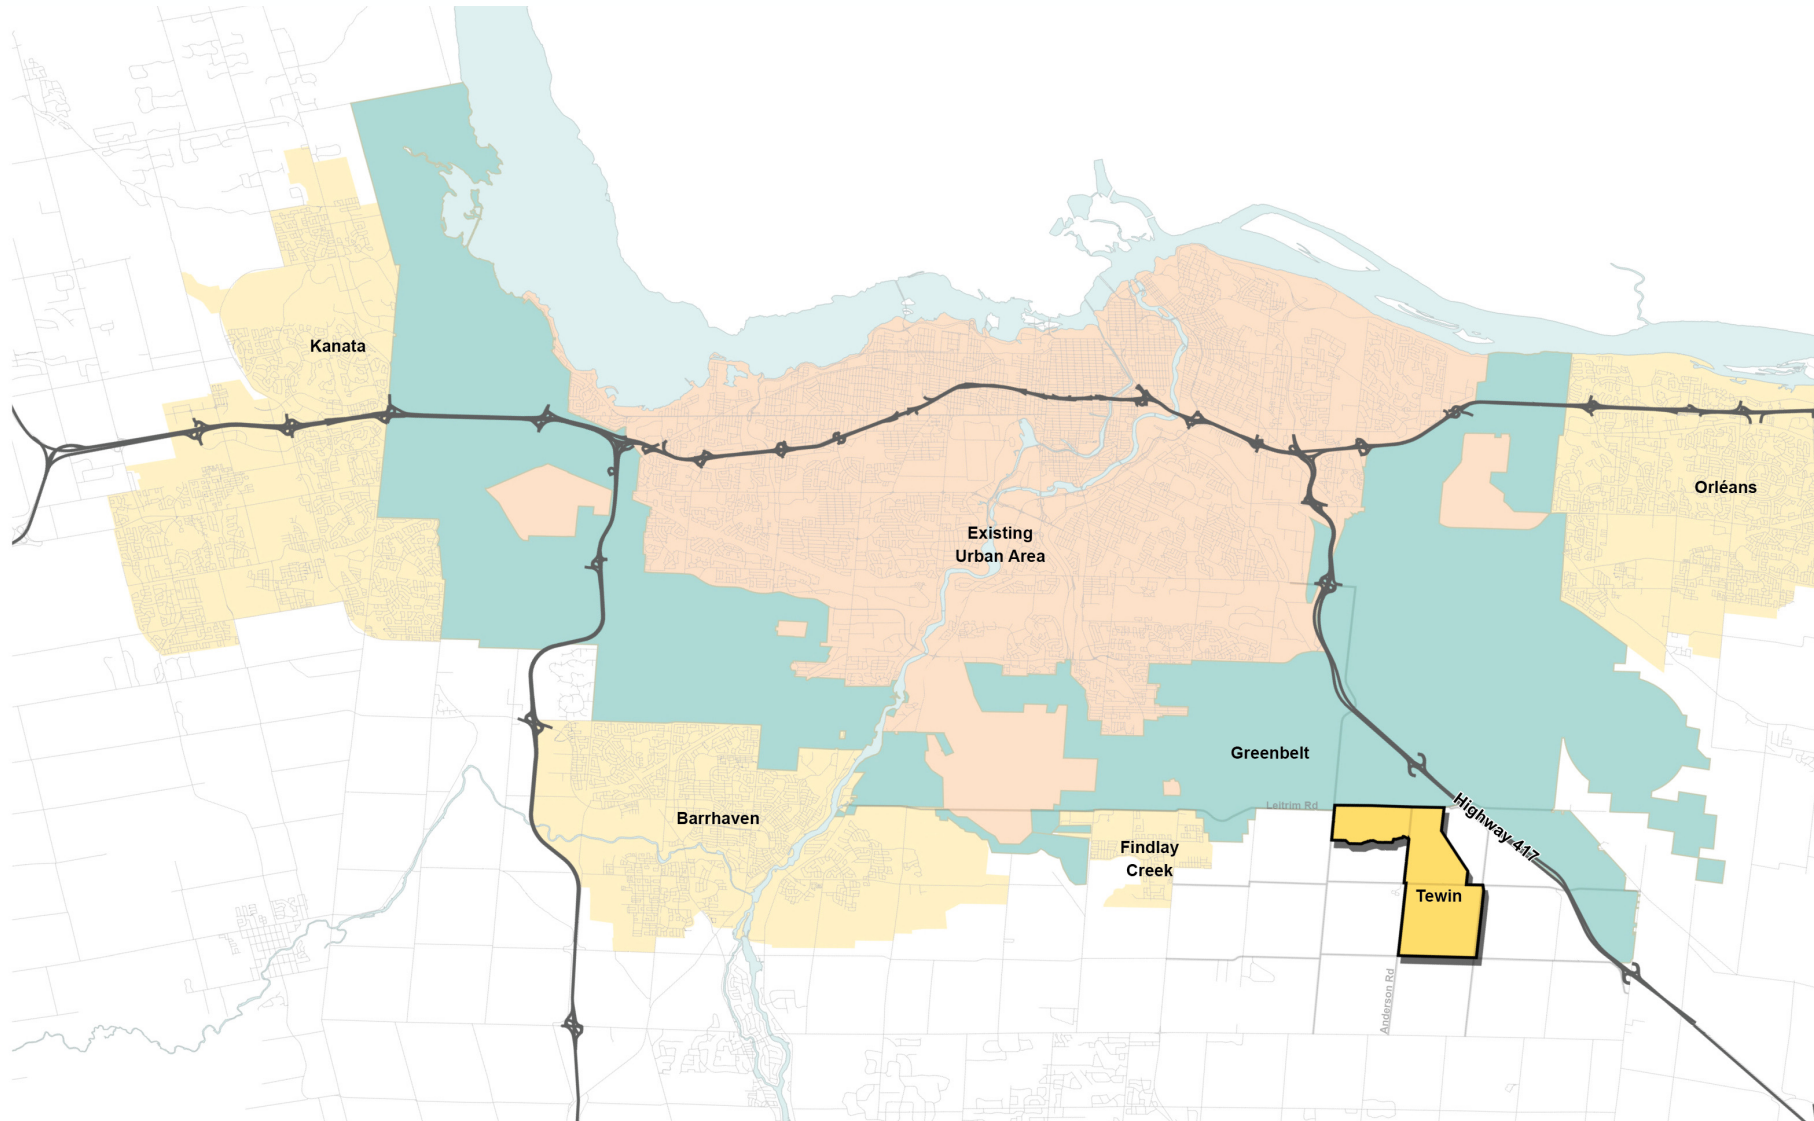 Kanata
Orléans
Existing
Urban Area
Greenbelt
Leitrim Rd
Highway 417
Barrhaven
Findlay
Creek
Tewin
Anderson Rd